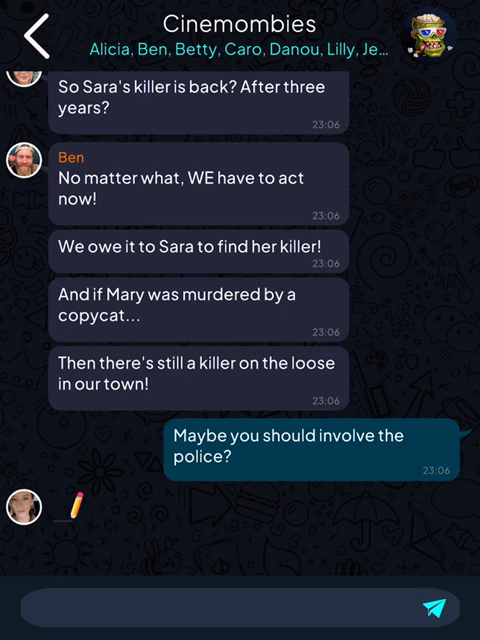 Cinemombies
Alicia, Ben, Betty, Caro, Danou, Lilly, Je...
So Sara's killer is back? After three
years?
23:06
Ben
No matter what, WE have to act
now!
23:06
We owe it to Sara to find her killer!
23:06
And if Mary was murdered by a
copycat...
23:06
Then there's still a killer on the loose
in our town!
23:06
Maybe you should involve the
police?
23:06